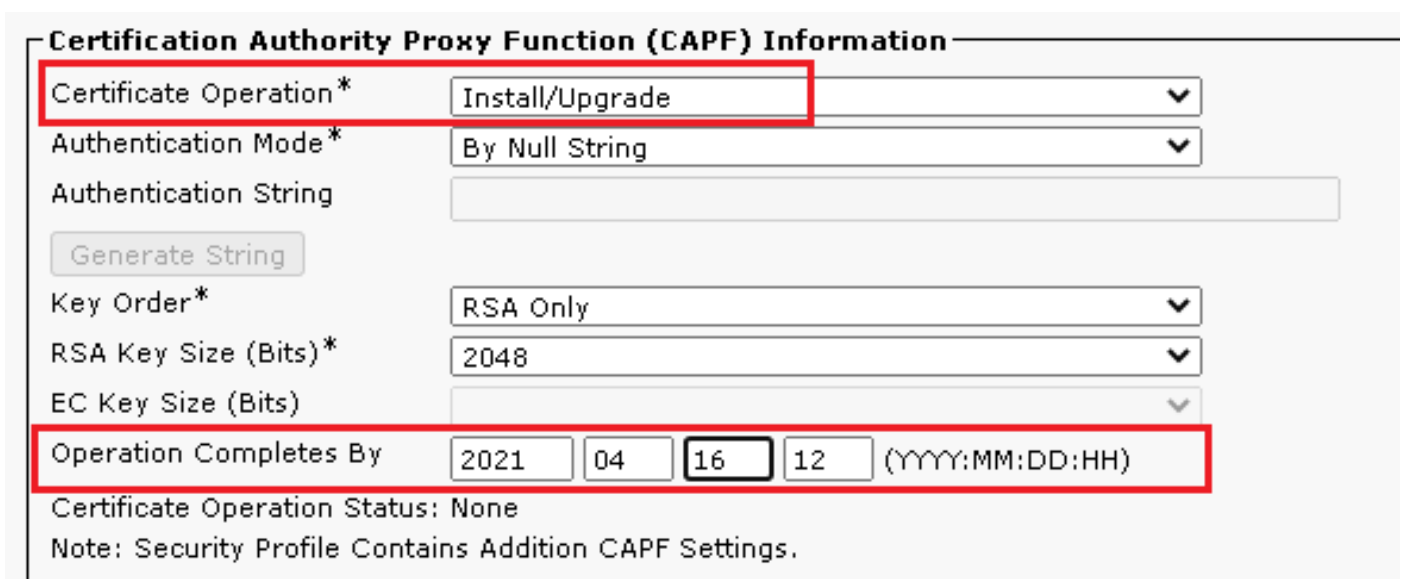 Certification Authority Proxy Function (CAPF) Information
Certificate Operation* Install/Upgrade
Authentication Mode* By Null String
Authentication String
Generate String
Key Order* RSA Only
RSA Key Size (Bits)* 2048
EC Key Size (Bits)
Operation Completes By 2021 04 16 12 (YYYY:MM:DD:HH)
Certificate Operation Status: None
Note: Security Profile Contains Addition CAPF Settings.